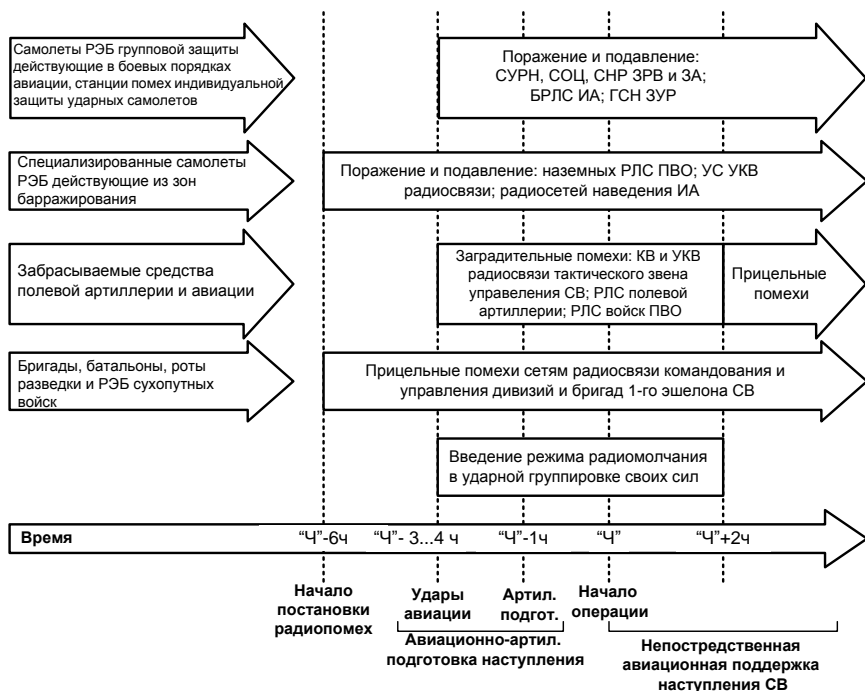 Самолеты РЭБ групповой защиты
действующие в боевых порядках
авиации, станции помех индивидуальной
защиты ударных самолетов
Поражение и подавление:
СУРН, СОЦ, СНР ЗРВ и ЗА;
БРЛС ИА; ГСН ЗУР
Специализированные самолеты
РЭБ действующие из зон
барражирования
Поражение и подавление: наземных РЛС ПВО; УС УКВ
радиосвязи; радиосетей наведения ИА
Забрасываемые средства
полевой артиллерии и авиации
Заградительные помехи: КВ и УКВ
радиосвязи тактического звена
управеления СВ; РЛС полевой
артиллерии; РЛС войск ПВО
Прицельные
помехи
Бригады, батальоны, роты
разведки и РЭБ сухопутных
войск
Прицельные помехи сетям радиосвязи командования и
управления дивизий и бригад 1-го эшелона СВ
Введение режима радиомолчания
в ударной группировке своих сил
Время “Ч”-6ч “Ч”- 3...4 ч “Ч”-1ч “Ч” “Ч”+2ч
Начало
постановки
радиопомех
Удары
авиации
Артил.
подгот.
Начало
операции
Авиационно-артил.
подготовка наступления
Непостредственная
авиационная поддержка
наступления СВ